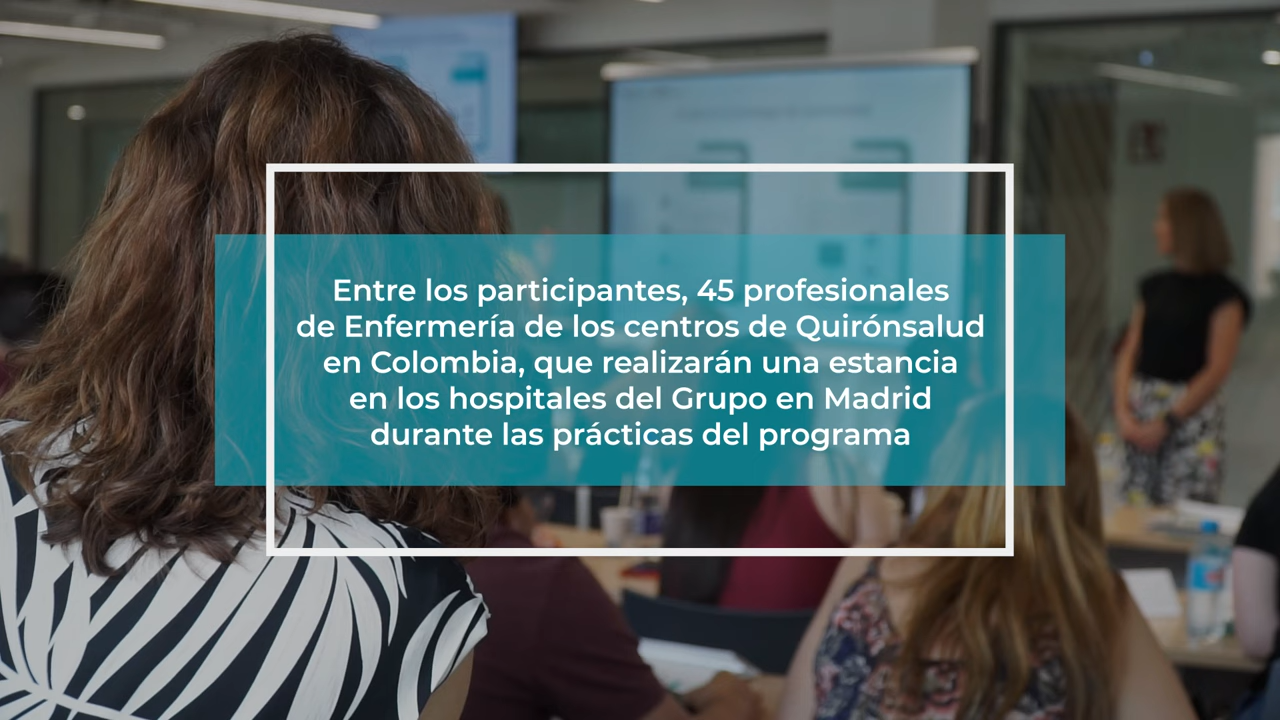 Entre los participantes, 45 profesionales
de Enfermería de los centros de Quirónsalud
en Colombia, que realizarán una estancia
en los hospitales del Grupo en Madrid
durante las prácticas del programa